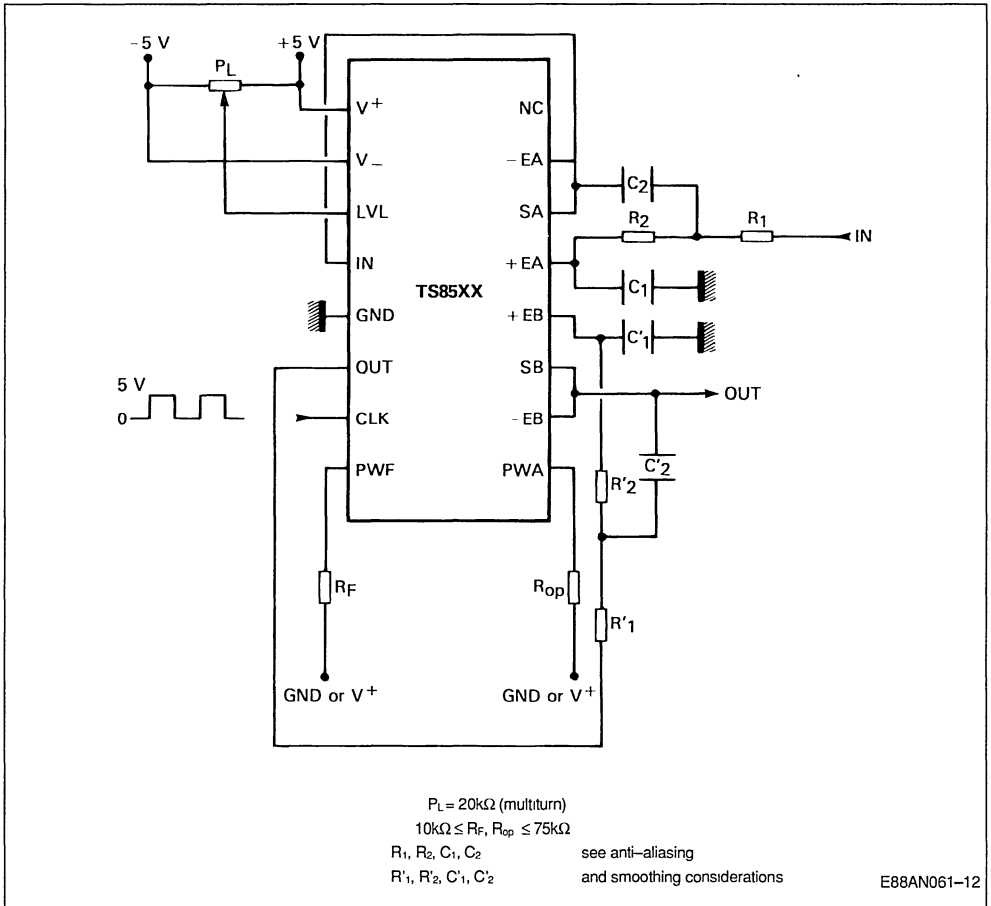 -5 V
+5 V
PL
V+
V-
LVL
IN
GND
OUT
CLK
PWF
TS85XX
NC
-EA
SA
+EA
+EB
SB
-EB
PWA
C2
R2
R1
IN
C1
C'1
OUT
C'2
R'2
R'1
5 V
0
RF
Rop
GND or V+
GND or V+
PL = 20kΩ (multiturn)
10kΩ ≤ RF, Rop ≤ 75kΩ
R1, R2, C1, C2 see anti–aliasing
R'1, R'2, C'1, C'2 and smoothing considerations
E88AN061–12